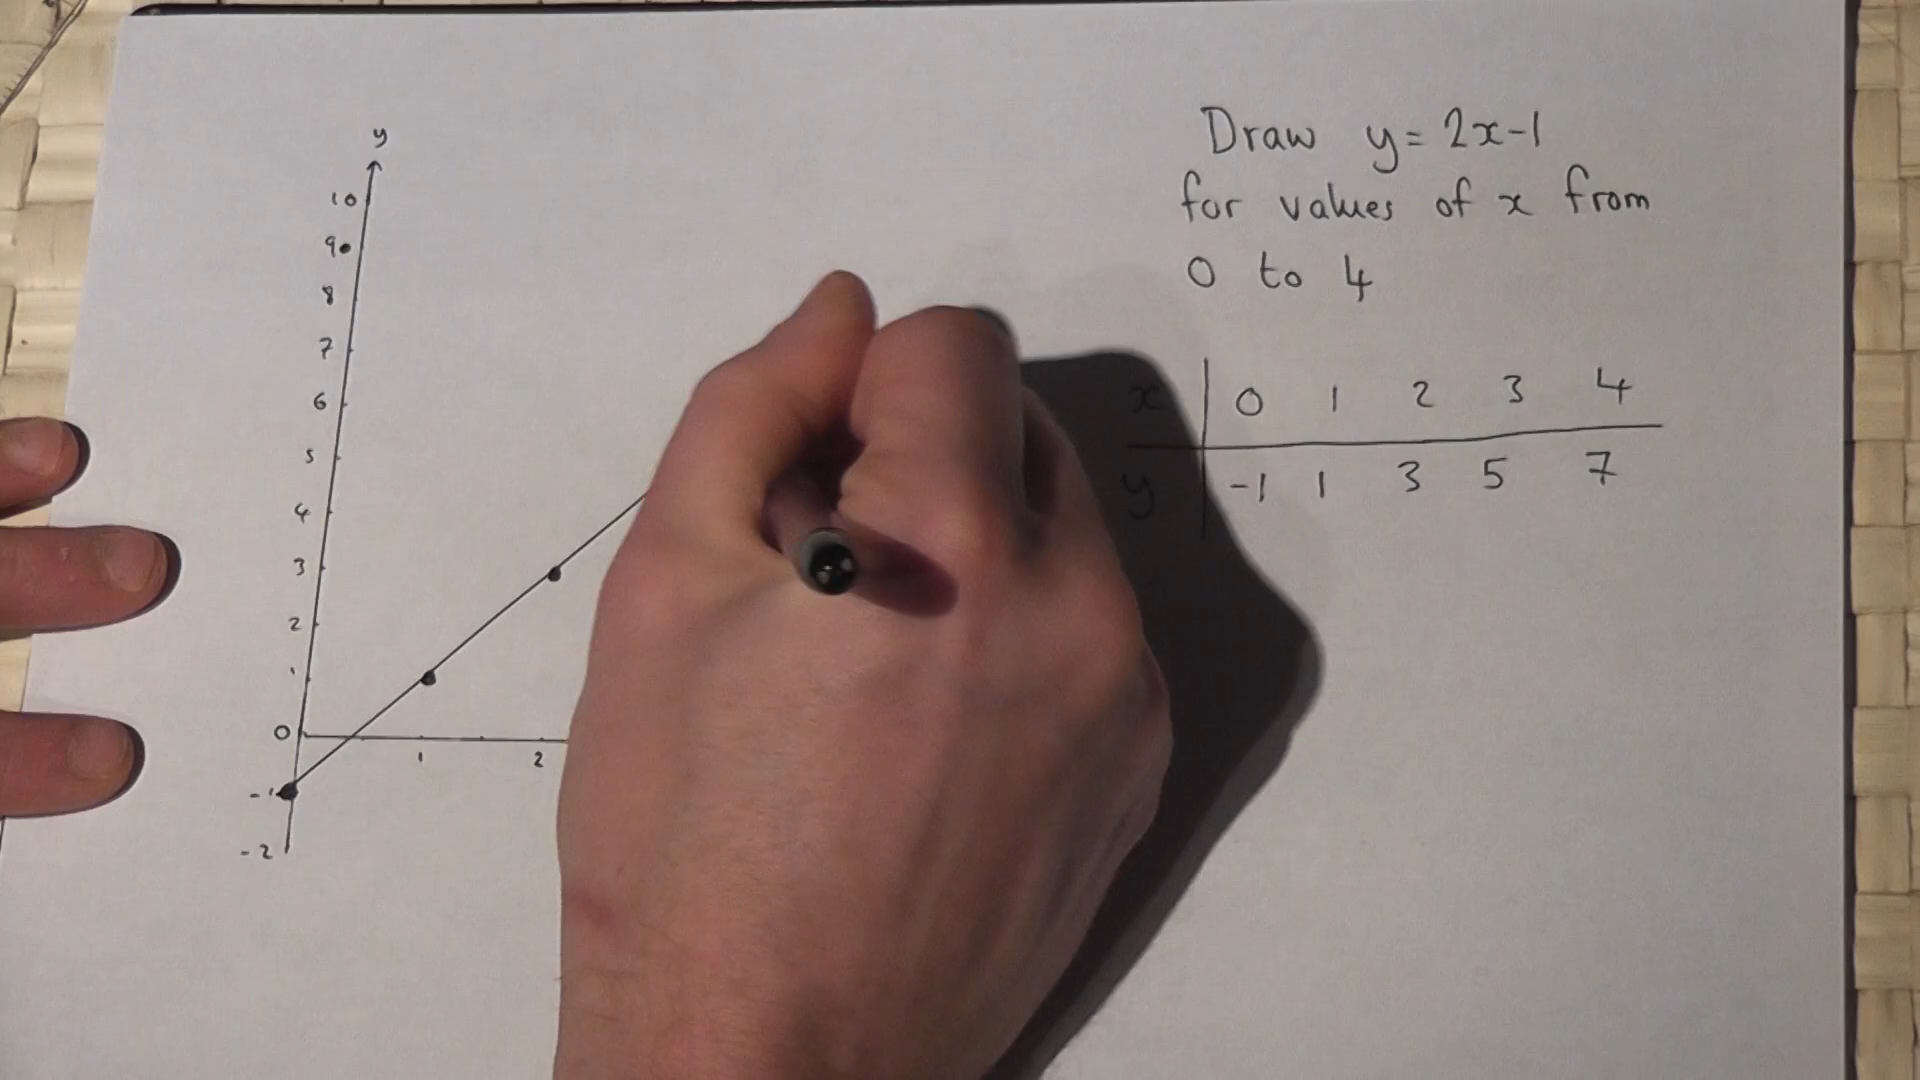 y
10
9
8
7
6
5
4
3
2
1
0
-1
-2
1 2
Draw y = 2x-1
for values of x from
0 to 4
x 0 1 2 3 4
y -1 1 3 5 7